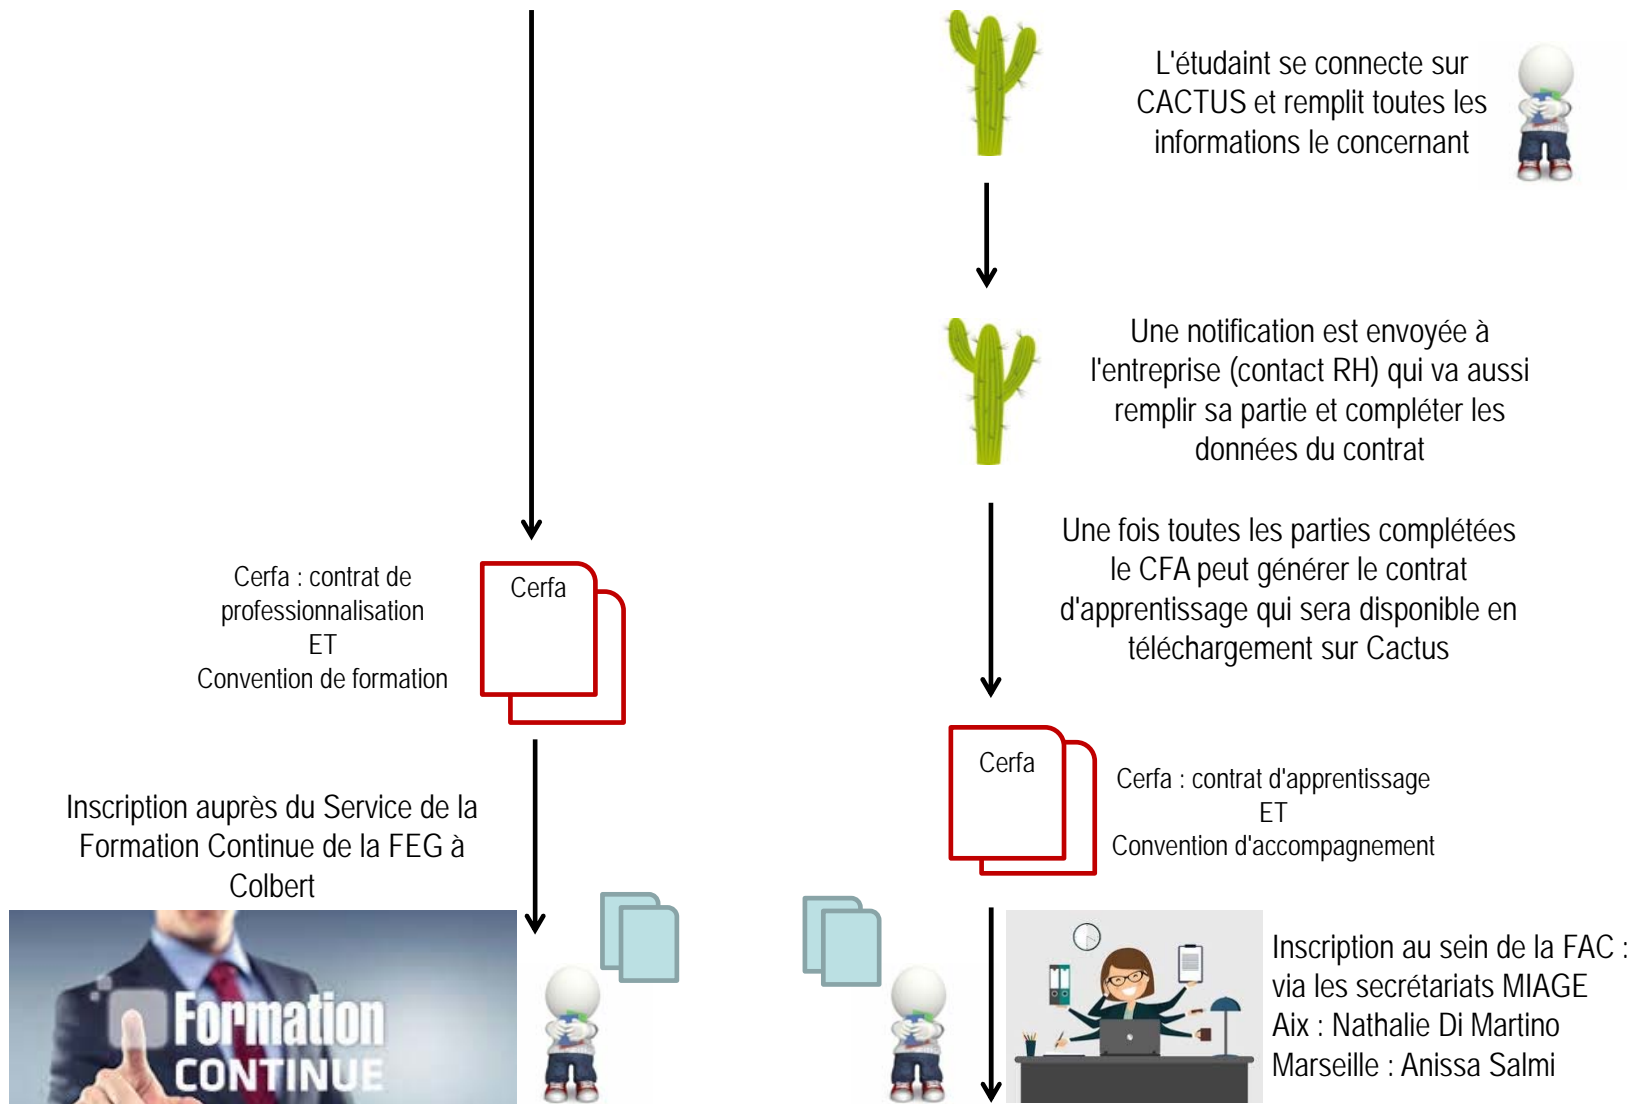 L'étudaint se connecte sur
CACTUS et remplit toutes les
informations le concernant
Une notification est envoyée à
l'entreprise (contact RH) qui va aussi
remplir sa partie et compléter les
données du contrat
Une fois toutes les parties complétées
le CFA peut générer le contrat
d'apprentissage qui sera disponible en
téléchargement sur Cactus
Cerfa : contrat de
professionnalisation
ET
Convention de formation
Cerfa
Cerfa
Cerfa : contrat d'apprentissage
ET
Convention d'accompagnement
Inscription auprès du Service de la
Formation Continue de la FEG à
Colbert
Formation
CONTINUE
Inscription au sein de la FAC :
via les secrétariats MIAGE
Aix : Nathalie Di Martino
Marseille : Anissa Salmi